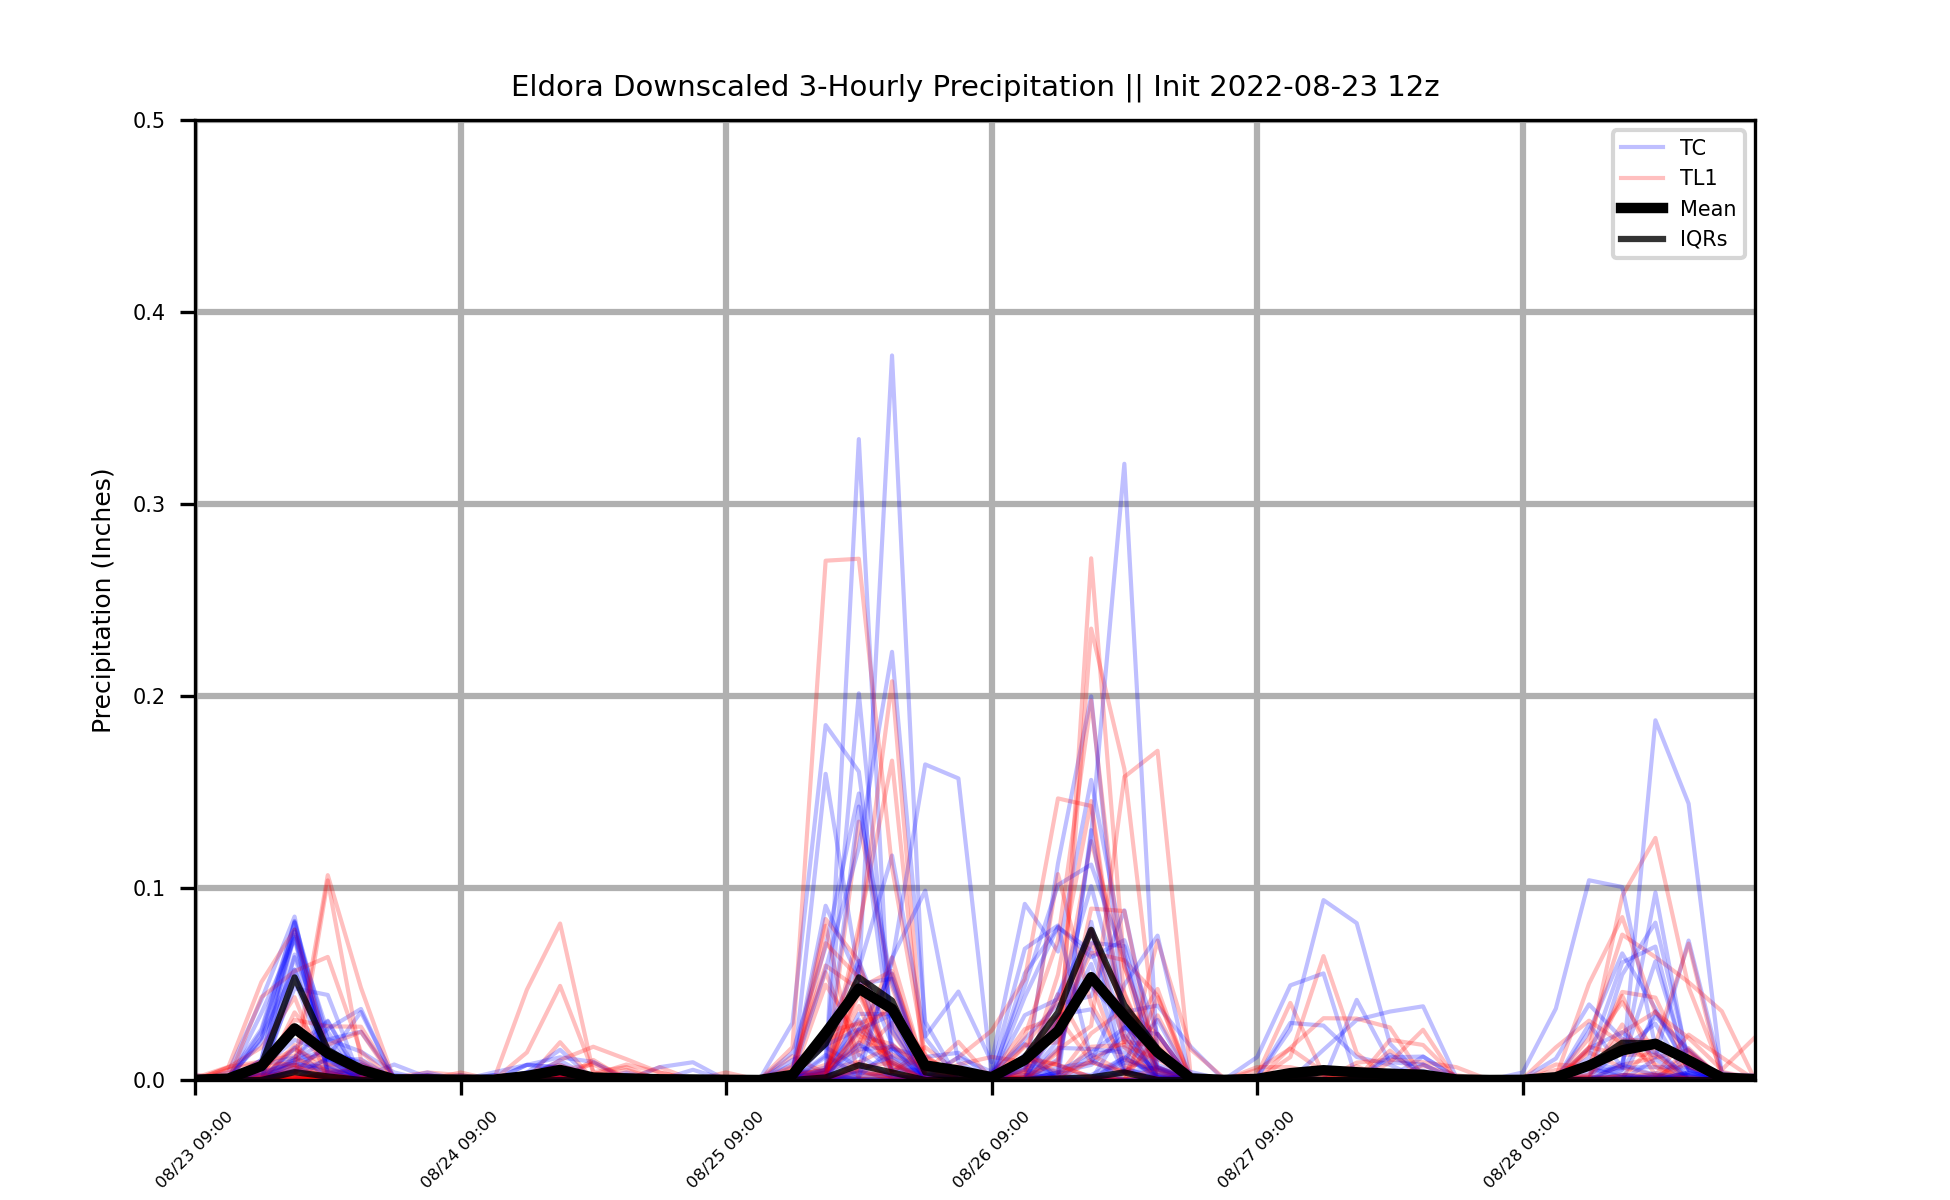 Eldora Downscaled 3-Hourly Precipitation || Init 2022-08-23 12z
TC
TL1
Mean
IQRs
Precipitation (Inches)
0.5
0.4
0.3
0.2
0.1
0.0
08/23 09:00
08/24 09:00
08/25 09:00
08/26 09:00
08/27 09:00
08/28 09:00